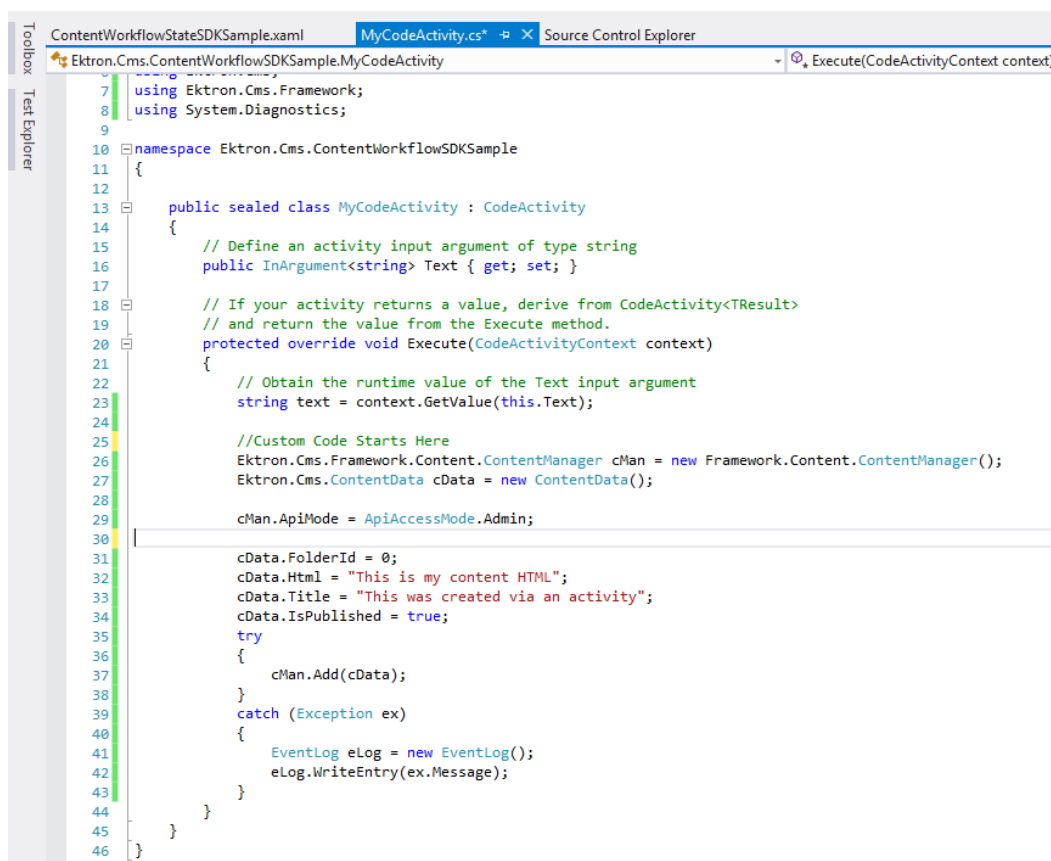 Toolbox
Test Explorer
ContentWorkflowStateSDKSample.xaml MyCodeActivity.cs* Source Control Explorer
Ektron.Cms.ContentWorkflowSDKSample.MyCodeActivity Execute(CodeActivityContext context)
7 using Ektron.Cms.Framework;
8 using System.Diagnostics;
9
10 namespace Ektron.Cms.ContentWorkflowSDKSample
11 {
12
13 public sealed class MyCodeActivity : CodeActivity
14 {
15 // Define an activity input argument of type string
16 public InArgument<string> Text { get; set; }
17
18 // If your activity returns a value, derive from CodeActivity<TResult>
19 // and return the value from the Execute method.
20 protected override void Execute(CodeActivityContext context)
21 {
22 // Obtain the runtime value of the Text input argument
23 string text = context.GetValue(this.Text);
24
25 //Custom Code Starts Here
26 Ektron.Cms.Framework.Content.ContentManager cMan = new Framework.Content.ContentManager();
27 Ektron.Cms.ContentData cData = new ContentData();
28
29 cMan.ApiMode = ApiAccessMode.Admin;
30
31 cData.FolderId = 0;
32 cData.Html = "This is my content HTML";
33 cData.Title = "This was created via an activity";
34 cData.IsPublished = true;
35 try
36 {
37 cMan.Add(cData);
38 }
39 catch (Exception ex)
40 {
41 EventLog eLog = new EventLog();
42 eLog.WriteEntry(ex.Message);
43 }
44 }
45 }
46 }